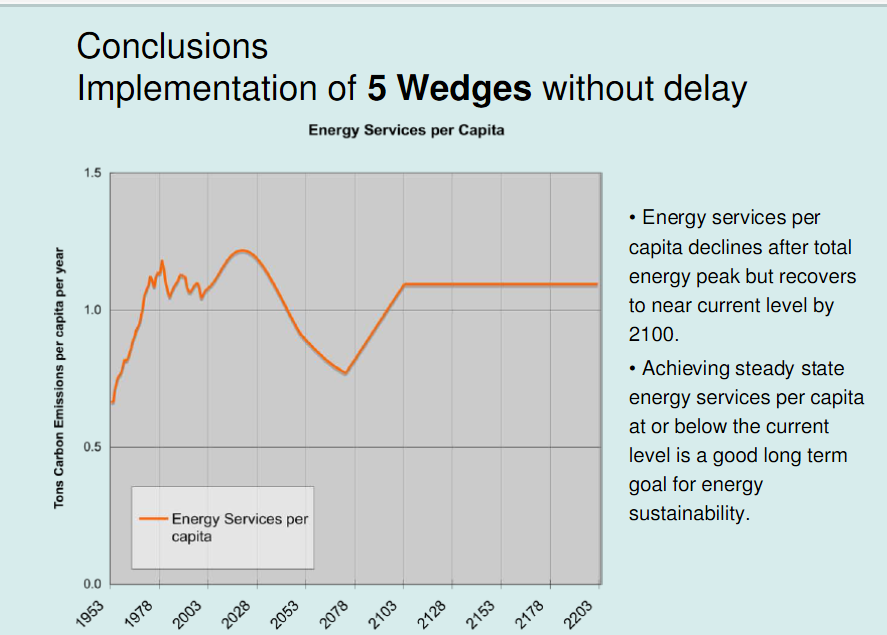 Conclusions
Implementation of 5 Wedges without delay
Energy Services per Capita
Tons Carbon Emissions per capita per year
1.5
1.0
0.5
0.0
Energy Services per
capita
1953
1978
2003
2028
2053
2078
2103
2128
2153
2178
2203
• Energy services per
capita declines after total
energy peak but recovers
to near current level by
2100.
• Achieving steady state
energy services per capita
at or below the current
level is a good long term
goal for energy
sustainability.